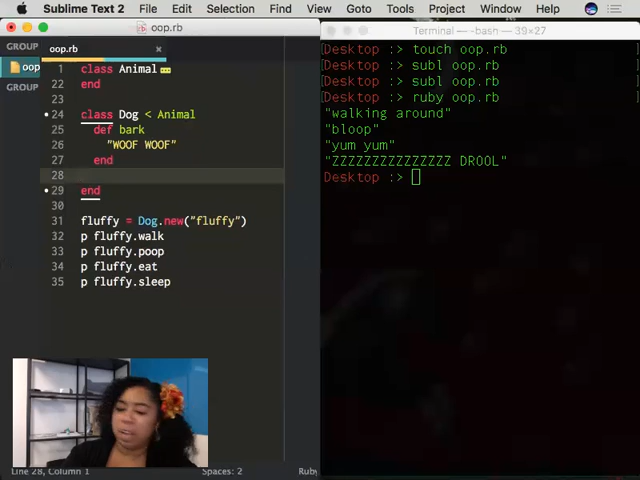 Sublime Text 2 File Edit Selection Find View Goto Tools Project Window Help
oop.rb
Terminal — -bash — 39×27
GROUP
oop.rb
oop
GROUP
1 class Animal
22 end
23
24 class Dog < Animal
25 def bark
26 "WOOF WOOF"
27 end
28
29 end
30
31 fluffy = Dog.new("fluffy")
32 p fluffy.walk
33 p fluffy.poop
34 p fluffy.eat
35 p fluffy.sleep
Line 28, Column 1 Spaces: 2 Ruby
Desktop :> touch oop.rb
Desktop :> subl oop.rb
Desktop :> subl oop.rb
Desktop :> ruby oop.rb
"walking around"
"bloop"
"yum yum"
"ZZZZZZZZZZZZZZZ DROOL"
Desktop :>